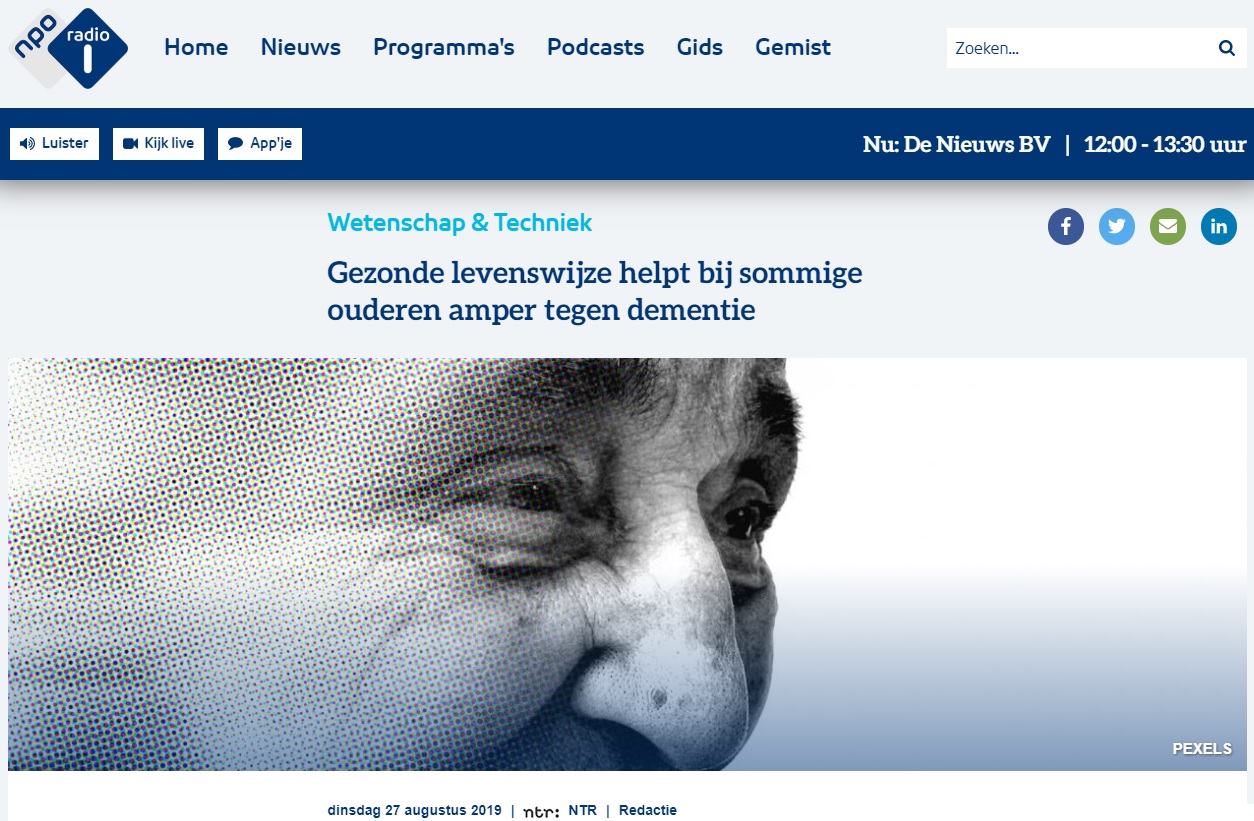 npo radio 1
Home Nieuws Programma's Podcasts Gids Gemist
Zoeken...
Luister Kijk live App'je
Nu: De Nieuws BV | 12:00 - 13:30 uur
Wetenschap & Techniek
Gezonde levenswijze helpt bij sommige
ouderen amper tegen dementie
PEXELS
dinsdag 27 augustus 2019 | ntr: NTR | Redactie